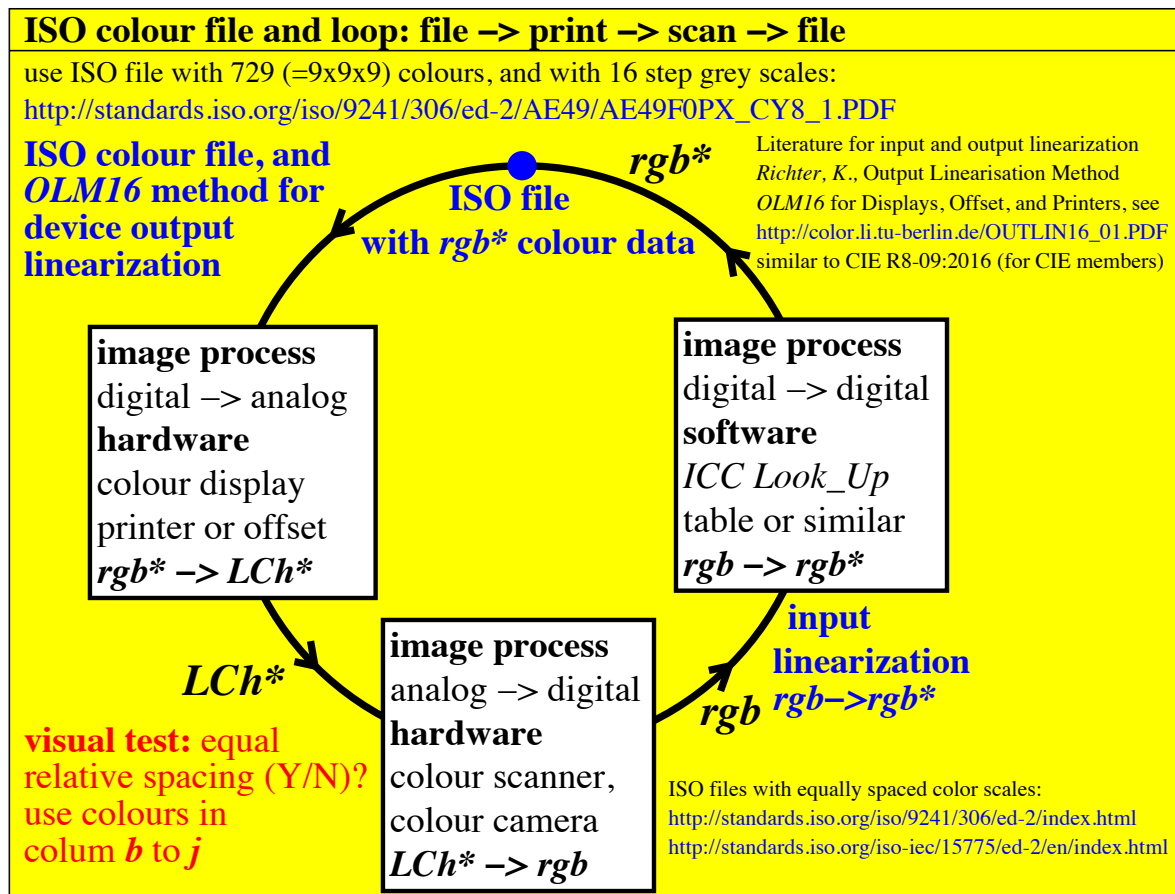 ISO colour file and loop: file –> print –> scan –> file
use ISO file with 729 (=9x9x9) colours, and with 16 step grey scales:
http://standards.iso.org/iso/9241/306/ed-2/AE49/AE49F0PX_CY8_1.PDF
ISO colour file, and
OLM16 method for
device output
linearization
ISO file
with rgb* colour data
rgb*
Literature for input and output linearization
Richter, K., Output Linearisation Method
OLM16 for Displays, Offset, and Printers, see
http://color.li.tu-berlin.de/OUTLIN16_01.PDF
similar to CIE R8-09:2016 (for CIE members)
image process
digital –> analog
hardware
colour display
printer or offset
rgb* –> LCh*
image process
digital –> digital
software
ICC Look_Up
table or similar
rgb –> rgb*
LCh*
image process
analog –> digital
hardware
colour scanner,
colour camera
LCh* –> rgb
rgb
input
linearization
rgb–>rgb*
visual test: equal
relative spacing (Y/N)?
use colours in
colum b to j
ISO files with equally spaced color scales:
http://standards.iso.org/iso/9241/306/ed-2/index.html
http://standards.iso.org/iso-iec/15775/ed-2/en/index.html